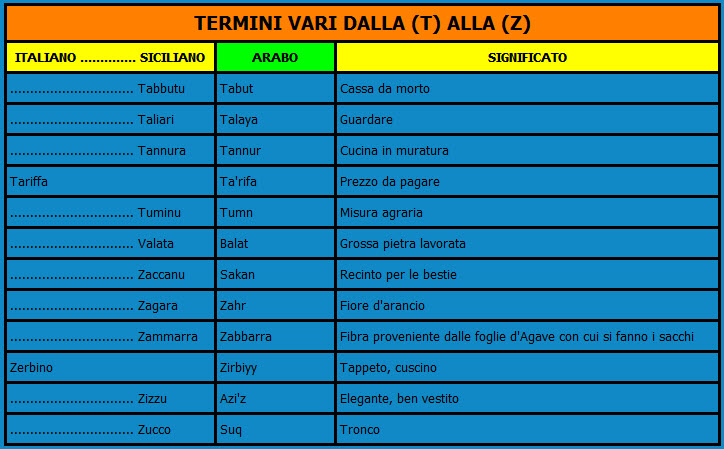 TERMINI VARI DALLA (T) ALLA (Z)
ITALIANO .............. SICILIANO ARABO SIGNIFICATO
............................... Tabbutu Tabut Cassa da morto
............................... Taliari Talaya Guardare
............................... Tannura Tannur Cucina in muratura
Tariffa Ta'rifa Prezzo da pagare
............................... Tuminu Tumn Misura agraria
............................... Valata Balat Grossa pietra lavorata
............................... Zaccanu Sakan Recinto per le bestie
............................... Zagara Zahr Fiore d'arancio
............................... Zammarra Zabbarra Fibra proveniente dalle foglie d'Agave con cui si fanno i sacchi
Zerbino Zirbiyy Tappeto, cuscino
............................... Zizzu Azi'z Elegante, ben vestito
............................... Zucco Suq Tronco